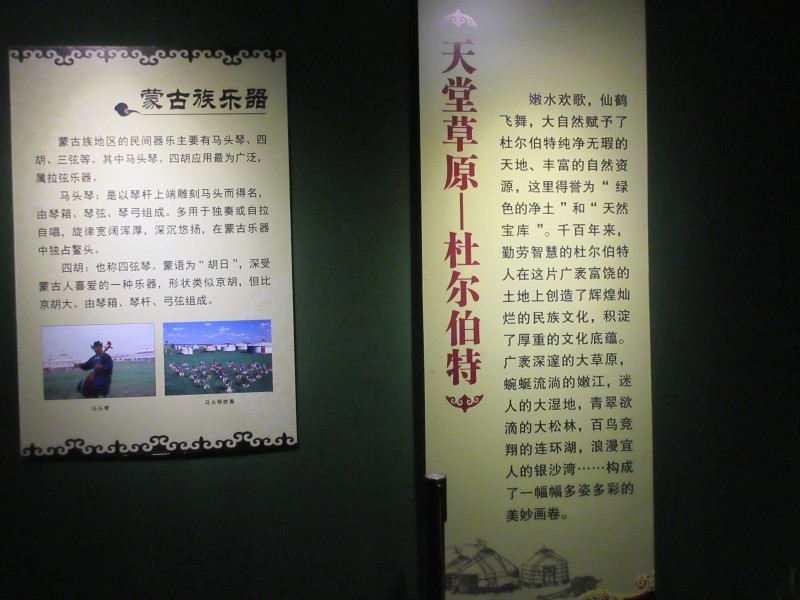 蒙古族乐器
蒙古族地区的民间器乐主要有马头琴、四
胡、三弦等。其中马头琴、四胡应用最为广泛，
属拉弦乐器。
马头琴：是以琴杆上端雕刻马头而得名，
由琴箱、琴弦、琴弓组成。多用于独奏或自拉
自唱，旋律宽阔浑厚，深沉悠扬，在蒙古乐器
中独占鳌头。
四胡：也称四弦琴。蒙语为“胡日”，深受
蒙古人喜爱的一种乐器，形状类似京胡，但比
京胡大。由琴箱、琴杆、弓弦组成。
马头琴
马头琴群奏
天堂草原—杜尔伯特
嫩水欢歌，仙鹤
飞舞，大自然赋予了
杜尔伯特纯净无瑕的
天地、丰富的自然资
源，这里得誉为“绿
色的净土”和“天然
宝库”。千百年来，
勤劳智慧的杜尔伯特
人在这片广袤富饶的
土地上创造了辉煌灿
烂的民族文化，积淀
了厚重的文化底蕴。
广袤深邃的大草原，
蜿蜒流淌的嫩江，迷
人的大湿地，青翠欲
滴的大松林，百鸟竞
翔的连环湖，浪漫宜
人的银沙湾……构成
了一幅幅多姿多彩的
美妙画卷。